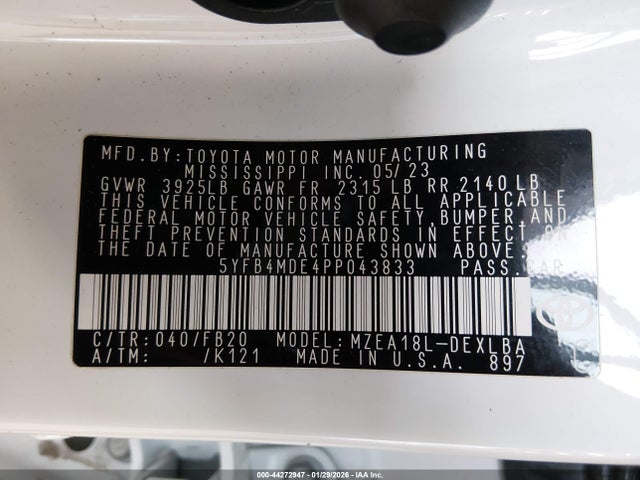 MFD.BY:TOYOTA MOTOR MANUFACTURING
MISSISSIPPI INC. 05/23
GVWR 3925LB GAWR FR 2315 LB RR 2140 LB
THIS VEHICLE CONFORMS TO ALL APPLICABLE
FEDERAL MOTOR VEHICLE SAFETY,BUMPER,AND
THEFT PREVENTION STANDARDS IN EFFECT ON
THE DATE OF MANUFACTURE SHOWN ABOVE.
5YFB4MDE4PP043833 PASS.CAR
C/TR:040/FB20 MODEL:MZEA18L-DEXLBA
A/TM: /K121 MADE IN U.S.A. 897
000-44272947 - 01/29/2026 - IAA Inc.